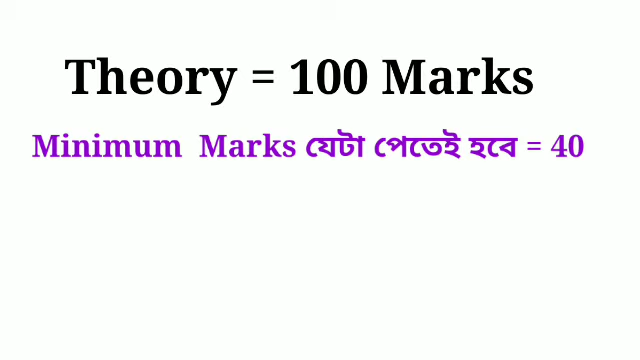 Theory = 100 Marks
Minimum Marks যেটা পেতেই হবে = 40